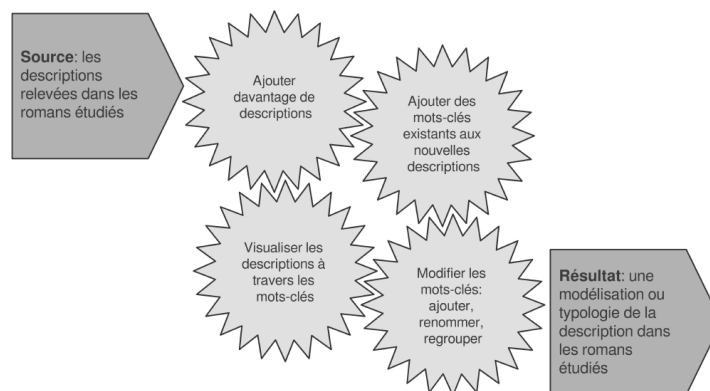 Source: les
descriptions
relevées dans les
romans étudiés
Ajouter
davantage de
descriptions
Ajouter des
mots-clés
existants aux
nouvelles
descriptions
Visualiser les
descriptions à
travers les
mots-clés
Modifier les
mots-clés:
ajouter,
renommer,
regrouper
Résultat: une
modélisation ou
typologie de la
description dans
les romans
étudiés